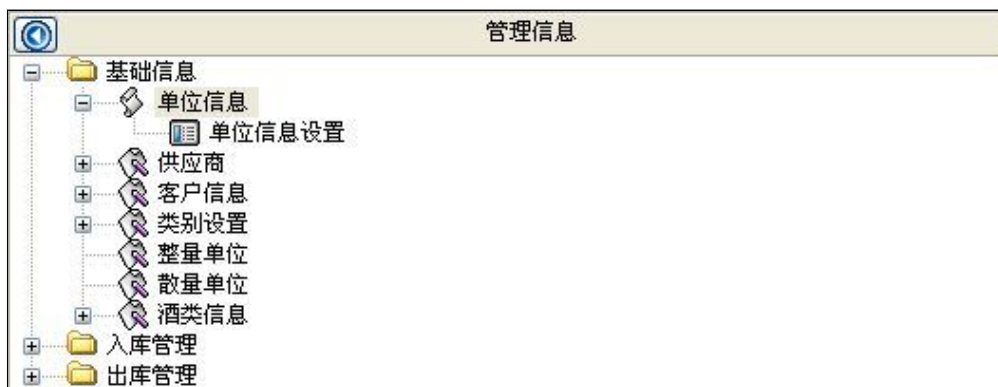 管理信息
基础信息
单位信息
单位信息设置
供应商
客户信息
类别设置
整量单位
散量单位
酒类信息
入库管理
出库管理